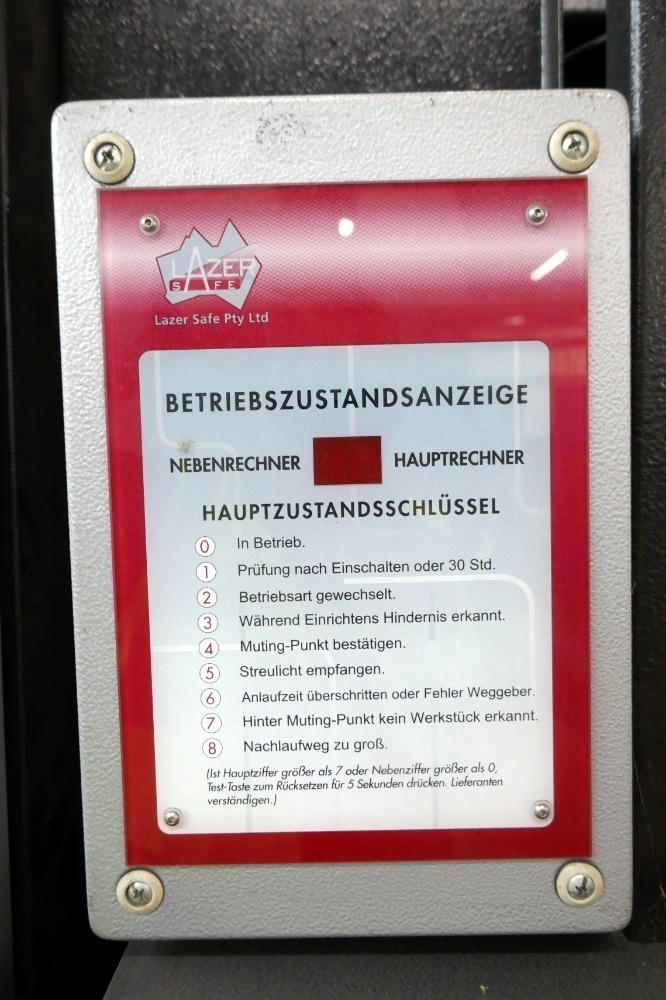 LAZER
SAFE
Lazer Safe Pty Ltd
BETRIEBSZUSTANDSANZEIGE
NEBENRECHNER HAUPTRECHNER
HAUPTZUSTANDSSCHLÜSSEL
0 In Betrieb.
1 Prüfung nach Einschalten oder 30 Std.
2 Betriebsart gewechselt.
3 Während Einrichtens Hindernis erkannt.
4 Muting-Punkt bestätigen.
5 Streulicht empfangen.
6 Anlaufzeit überschritten oder Fehler Weggeber.
7 Hinter Muting-Punkt kein Werkstück erkannt.
8 Nachlaufweg zu groß.
(Ist Hauptziffer größer als 7 oder Nebenziffer größer als 0,
Test-Taste zum Rücksetzen für 5 Sekunden drücken. Lieferanten
verständigen.)